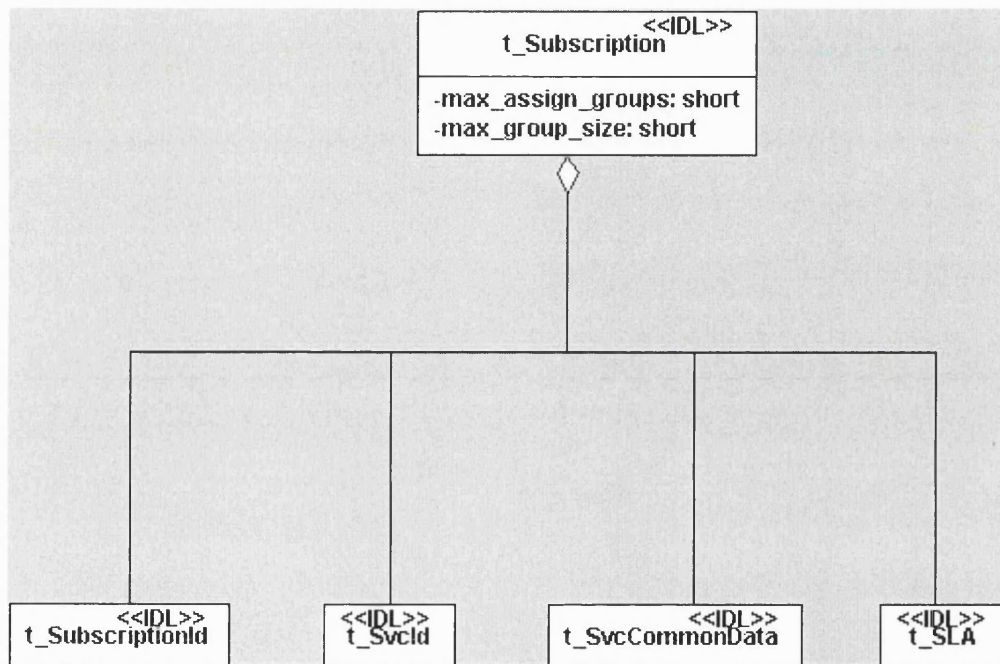 <<IDL>>
t_Subscription
-max_assign_groups: short
-max_group_size: short
<<IDL>>
t_SubscriptionId
<<IDL>>
t_SvcId
<<IDL>>
t_SvcCommonData
<<IDL>>
t_SLA